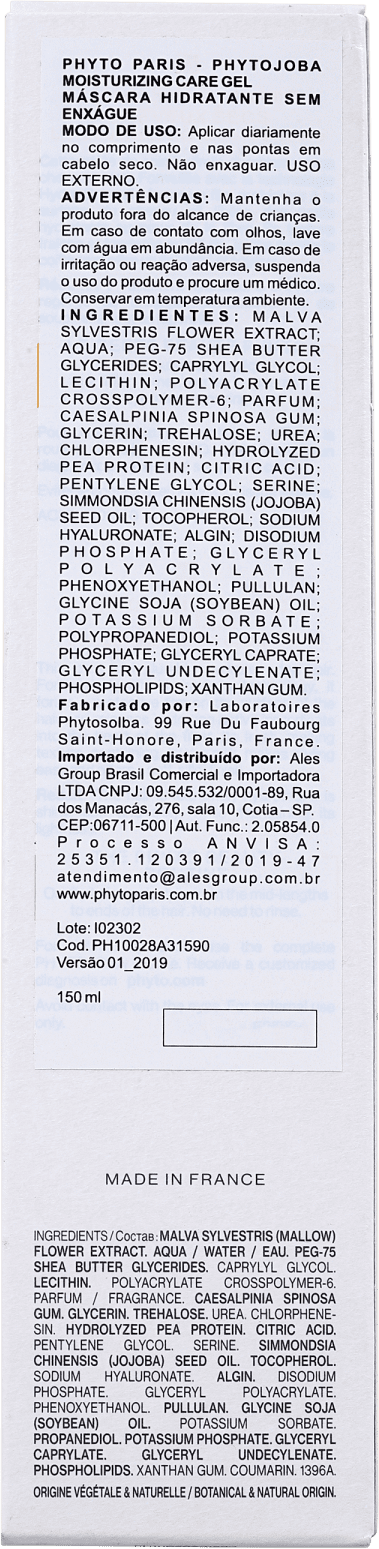 PHYTO PARIS - PHYTOJOBA
MOISTURIZING CARE GEL
MÁSCARA HIDRATANTE SEM
ENXÁGUE
MODO DE USO: Aplicar diariamente
no comprimento e nas pontas em
cabelo seco. Não enxaguar. USO
EXTERNO.
ADVERTÊNCIAS: Mantenha o
produto fora do alcance de crianças.
Em caso de contato com olhos, lave
com água em abundância. Em caso de
irritação ou reação adversa, suspenda
o uso do produto e procure um médico.
Conservar em temperatura ambiente.
INGREDIENTES: MALVA
SYLVESTRIS FLOWER EXTRACT;
AQUA; PEG-75 SHEA BUTTER
GLYCERIDES; CAPRYLYL GLYCOL;
LECITHIN; POLYACRYLATE
CROSSPOLYMER-6; PARFUM;
CAESALPINIA SPINOSA GUM;
GLYCERIN; TREHALOSE; UREA;
CHLORPHENESIN; HYDROLYZED
PEA PROTEIN; CITRIC ACID;
PENTYLENE GLYCOL; SERINE;
SIMMONDSIA CHINENSIS (JOJOBA)
SEED OIL; TOCOPHEROL; SODIUM
HYALURONATE; ALGIN; DISODIUM
PHOSPHATE; GLYCERYL
POLYACRYLATE;
PHENOXYETHANOL; PULLULAN;
GLYCINE SOJA (SOYBEAN) OIL;
POTASSIUM SORBATE;
POLYPROPANEDIOL; POTASSIUM
PHOSPHATE; GLYCERYL CAPRATE;
GLYCERYL UNDECYLENATE;
PHOSPHOLIPIDS; XANTHAN GUM.
Fabricado por: Laboratoires
Phytosolba. 99 Rue Du Faubourg
Saint-Honore, Paris, France.
Importado e distribuído por: Ales
Group Brasil Comercial e Importadora
LTDA CNPJ: 09.545.532/0001-89, Rua
dos Manacás, 276, sala 10, Cotia – SP.
CEP:06711-500 | Aut. Func.: 2.05854.0
Processo ANVISA:
25351.120391/2019-47
atendimento@alesgroup.com.br
www.phytoparis.com.br
Lote: I02302
Cod. PH10028A31590
Versão 01_2019
150 ml
MADE IN FRANCE
INGREDIENTS / Состав : MALVA SYLVESTRIS (MALLOW)
FLOWER EXTRACT. AQUA / WATER / EAU. PEG-75
SHEA BUTTER GLYCERIDES. CAPRYLYL GLYCOL.
LECITHIN. POLYACRYLATE CROSSPOLYMER-6.
PARFUM / FRAGRANCE. CAESALPINIA SPINOSA
GUM. GLYCERIN. TREHALOSE. UREA. CHLORPHENE-
SIN. HYDROLYZED PEA PROTEIN. CITRIC ACID.
PENTYLENE GLYCOL. SERINE. SIMMONDSIA
CHINENSIS (JOJOBA) SEED OIL. TOCOPHEROL.
SODIUM HYALURONATE. ALGIN. DISODIUM
PHOSPHATE. GLYCERYL POLYACRYLATE.
PHENOXYETHANOL. PULLULAN. GLYCINE SOJA
(SOYBEAN) OIL. POTASSIUM SORBATE.
PROPANEDIOL. POTASSIUM PHOSPHATE. GLYCERYL
CAPRYLATE. GLYCERYL UNDECYLENATE.
PHOSPHOLIPIDS. XANTHAN GUM. COUMARIN. 1396A.
ORIGINE VÉGÉTALE & NATURELLE / BOTANICAL & NATURAL ORIGIN.